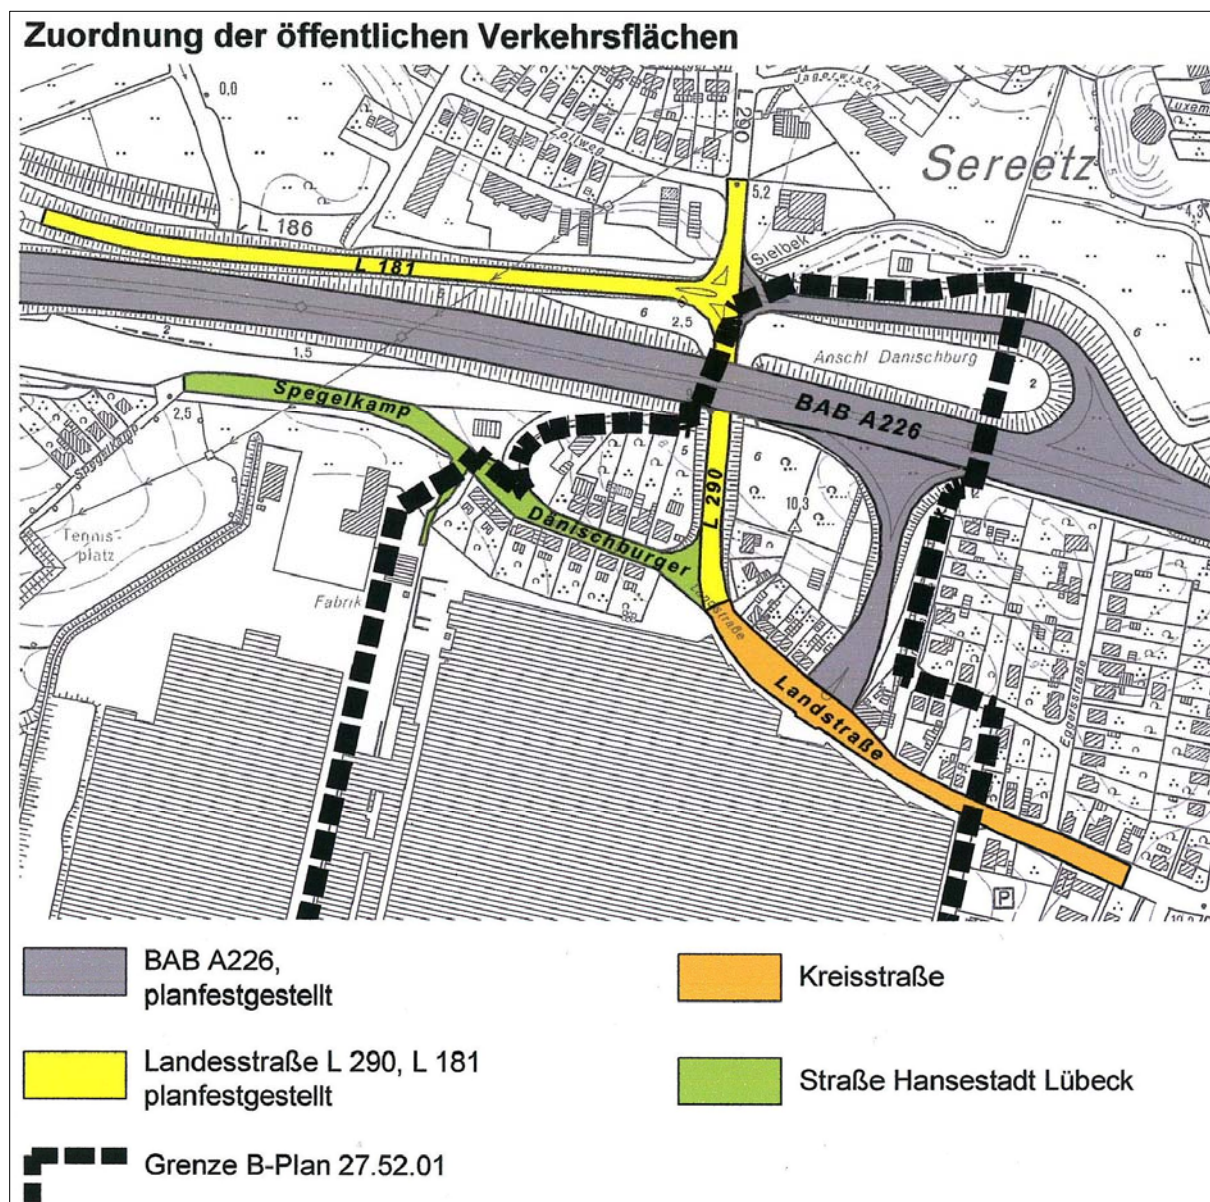 Zuordnung der öffentlichen Verkehrsflächen
0,0
Jägerwisch
Luxem
L 290
Zollweg
Sereetz
5,2
4,3
L 186
Sielbek
L 181
6
2,5
6
Anschl Dänischburg
2
2
1,5
BAB A226
Spegelkamp
2,5
Spegelkamp
5
L 290
6
10,3
Dänischburger
Tennis-
platz
Fabrik
Landstraße
Landstraße
Eggersstraße
P
BAB A226,
planfestgestellt
Kreisstraße
Landesstraße L 290, L 181
planfestgestellt
Straße Hansestadt Lübeck
Grenze B-Plan 27.52.01